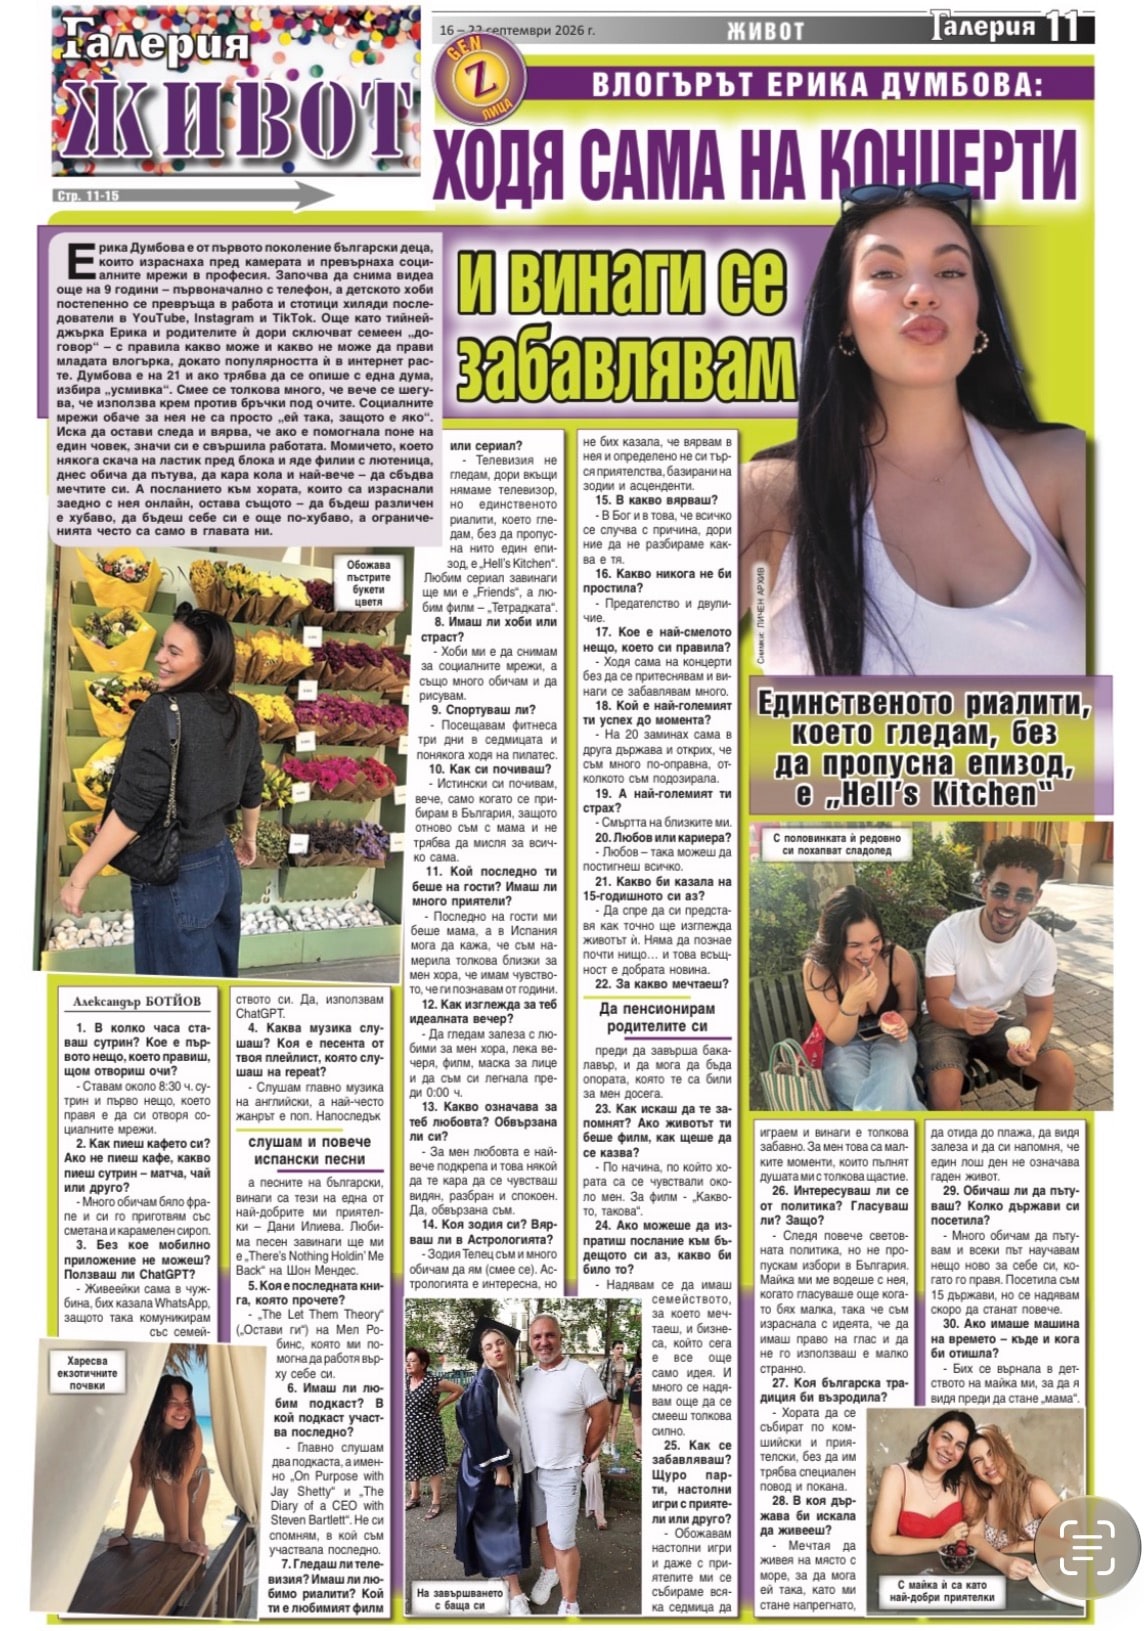 Галерия
ЖИВОТ
Стр. 11-15
16 – 22 септември 2026 г.
ЖИВОТ
Галерия 11
GEN
Z
ЛИЦА
ВЛОГЪРЪТ ЕРИКА ДУМБОВА:
ХОДЯ САМА НА КОНЦЕРТИ
и винаги се
забавлявам
Ерика Думбова е от първото поколение български деца,
които израснаха пред камерата и превърнаха соци-
алните мрежи в професия. Започва да снима видеа
още на 9 години – първоначално с телефон, а детското хоби
постепенно се превръща в работа и стотици хиляди после-
дователи в YouTube, Instagram и TikTok. Още като тийней-
джърка Ерика и родителите ѝ дори сключват семеен „до-
говор“ – с правила какво може и какво не може да прави
младата влогърка, докато популярността ѝ в интернет рас-
те. Думбова е на 21 и ако трябва да се опише с една дума,
избира „усмивка“. Смее се толкова много, че вече се шегу-
ва, че използва крем против бръчки под очите. Социалните
мрежи обаче за нея не са просто „ей така, защото е яко“.
Иска да остави следа и вярва, че ако е помогнала поне на
един човек, значи си е свършила работата. Момичето, което
някога скача на ластик пред блока и яде филии с лютеница,
днес обича да пътува, да кара кола и най-вече – да сбъдва
мечтите си. А посланието към хората, които са израснали
заедно с нея онлайн, остава същото – да бъдеш различен
е хубаво, да бъдеш себе си е още по-хубаво, а ограниче-
нията често са само в главата ни.
Обожава
пъстрите
букети
цветя
Александър БОТЙОВ
1. В колко часа ста-
ваш сутрин? Кое е пър-
вото нещо, което правиш,
щом отвориш очи?
- Ставам около 8:30 ч. су-
трин и първо нещо, което
правя е да си отворя со-
циалните мрежи.
2. Как пиеш кафето си?
Ако не пиеш кафе, какво
пиеш сутрин – матча, чай
или друго?
- Много обичам бяло фра-
пе и си го приготвям със
сметана и карамелен сироп.
3. Без кое мобилно
приложение не можеш?
Ползваш ли ChatGPT?
- Живеейки сама в чуж-
бина, бих казала WhatsApp,
защото така комуникирам
със семей-
Харесва
екзотичните
почвки
ството си. Да, използвам
ChatGPT.
4. Каква музика слу-
шаш? Коя е песента от
твоя плейлист, която слу-
шаш на repeat?
- Слушам главно музика
на английски, а най-често
жанрът е поп. Напоследък
слушам и повече
испански песни
а песните на български,
винаги са тези на една от
най-добрите ми приятел-
ки – Дани Илиева. Люби-
ма песен завинаги ще ми
е „There’s Nothing Holdin’ Me
Back“ на Шон Мендес.
5. Коя е последната кни-
га, която прочете?
- „The Let Them Theory“
(„Остави ги“) на Мел Ро-
бинс, която ми по-
могна да работя вър-
ху себе си.
6. Имаш ли лю-
бим подкаст? В
кой подкаст участ-
ва последно?
- Главно слушам
два подкаста, а имен-
но „On Purpose with
Jay Shetty“ и „The
Diary of a CEO with
Steven Bartlett“. Не си
спомням, в кой съм
участвала последно.
7. Гледаш ли теле-
визия? Имаш ли лю-
бимо риалити? Кой
ти е любимият филм
или сериал?
- Телевизия не
гледам, дори вкъщи
нямаме телевизор,
но единственото
риалити, което гле-
дам, без да пропус-
на нито един епи-
зод, е „Hell’s Kitchen“.
Любим сериал завинаги
ще ми е „Friends“, а лю-
бим филм – „Тетрадката“.
8. Имаш ли хоби или
страст?
- Хоби ми е да снимам
за социалните мрежи, а
също много обичам и да
рисувам.
9. Спортуваш ли?
- Посещавам фитнеса
три дни в седмицата и
понякога ходя на пилатес.
10. Как си почиваш?
- Истински си почивам,
вече, само когато се при-
бирам в България, защото
отново съм с мама и не
трябва да мисля за всич-
ко сама.
11. Кой последно ти
беше на гости? Имаш ли
много приятели?
- Последно на гости ми
беше мама, а в Испания
мога да кажа, че съм на-
мерила толкова близки за
мен хора, че имам чувство-
то, че ги познавам от години.
12. Как изглежда за теб
идеалната вечер?
- Да гледам залеза с лю-
бими за мен хора, лека ве-
черя, филм, маска за лице
и да съм си легнала пре-
ди 0:00 ч.
13. Какво означава за
теб любовта? Обвързана
ли си?
- За мен любовта е най-
вече подкрепа и това някой
да те кара да се чувстваш
видян, разбран и спокоен.
Да, обвързана съм.
14. Коя зодия си? Вяр-
ваш ли в Астрологията?
- Зодия Телец съм и много
обичам да ям (смее се). Ас-
трологията е интересна, но
На завършването
с баща си
не бих казала, че вярвам в
нея и определено не си тър-
ся приятелства, базирани на
зодии и асценденти.
15. В какво вярваш?
- В Бог и в това, че всичко
се случва с причина, дори
ние да не разбираме как-
ва е тя.
16. Какво никога не би
простила?
- Предателство и двули-
чие.
17. Кое е най-смелото
нещо, което си правила?
- Ходя сама на концерти
без да се притеснявам и ви-
наги се забавлявам много.
18. Кой е най-големият
ти успех до момента?
- На 20 заминах сама в
друга държава и открих, че
съм много по-оправна, от-
колкото съм подозирала.
19. А най-големият ти
страх?
- Смъртта на близките ми.
20. Любов или кариера?
- Любов – така можеш да
постигнеш всичко.
21. Какво би казала на
15-годишното си аз?
- Да спре да си предста-
вя как точно ще изглежда
животът ѝ. Няма да познае
почти нищо... и това всъщ-
ност е добрата новина.
22. За какво мечтаеш?
Да пенсионирам
родителите си
преди да завърша бака-
лавър, и да мога да бъда
опората, която те са били
за мен досега.
23. Как искаш да те за-
помнят? Ако животът ти
беше филм, как щеше да
се казва?
- По начина, по който хо-
рата са се чувствали око-
ло мен. За филм - „Какво-
то, такова“.
24. Ако можеше да из-
пратиш послание към бъ-
дещото си аз, какво би
било то?
- Надявам се да имаш
семейството,
за което меч-
таеш, и бизне-
са, който сега
е все още
само идея. И
много се надя-
вам още да се
смееш толкова
силно.
25. Как се
забавляваш?
Щуро пар-
ти, настолни
игри с прияте-
ли или друго?
- Обожавам
настолни игри
и даже с при-
ятелите ми се
събираме вся-
ка седмица да
Снимки: ЛИЧЕН АРХИВ
Единственото риалити,
което гледам, без
да пропусна епизод,
е „Hell’s Kitchen“
С половинката ѝ редовно
си похапват сладолед
играем и винаги е толкова
забавно. За мен това са мал-
ките моменти, които пълнят
душата ми с толкова щастие.
26. Интересуваш ли се
от политика? Гласуваш
ли? Защо?
- Следя повече светов-
ната политика, но не про-
пускам избори в България.
Майка ми ме водеше с нея,
когато гласуваше още кога-
то бях малка, така че съм
израснала с идеята, че да
имаш право на глас и да
не го използваш е малко
странно.
27. Коя българска тра-
диция би възродила?
- Хората да се
събират по ком-
шийски и прия-
телски, без да им
трябва специален
повод и покана.
28. В коя дър-
жава би искала
да живееш?
- Мечтая да
живея на място с
море, за да мога
ей така, като ми
стане напрегнато,
да отида до плажа, да видя
залеза и да си напомня, че
един лош ден не означава
гаден живот.
29. Обичаш ли да пъту-
ваш? Колко държави си
посетила?
- Много обичам да пъту-
вам и всеки път научавам
нещо ново за себе си, ко-
гато го правя. Посетила съм
15 държави, но се надявам
скоро да станат повече.
30. Ако имаше машина
на времето – къде и кога
би отишла?
- Бих се върнала в дет-
ството на майка ми, за да я
видя преди да стане „мама“.
С майка ѝ са като
най-добри приятелки